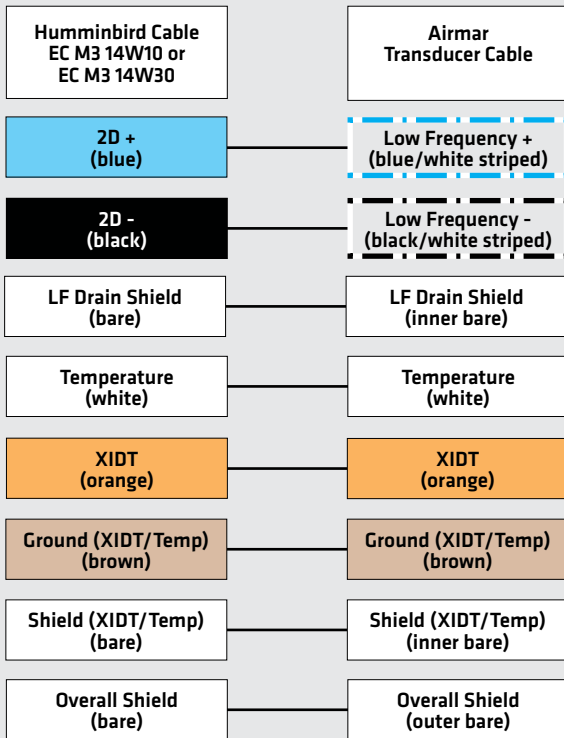 Humminbird Cable
EC M3 14W10 or
EC M3 14W30
Airmar
Transducer Cable
2D +
(blue)
Low Frequency +
(blue/white striped)
2D -
(black)
Low Frequency -
(black/white striped)
LF Drain Shield
(bare)
LF Drain Shield
(inner bare)
Temperature
(white)
Temperature
(white)
XIDT
(orange)
XIDT
(orange)
Ground (XIDT/Temp)
(brown)
Ground (XIDT/Temp)
(brown)
Shield (XIDT/Temp)
(bare)
Shield (XIDT/Temp)
(inner bare)
Overall Shield
(bare)
Overall Shield
(outer bare)